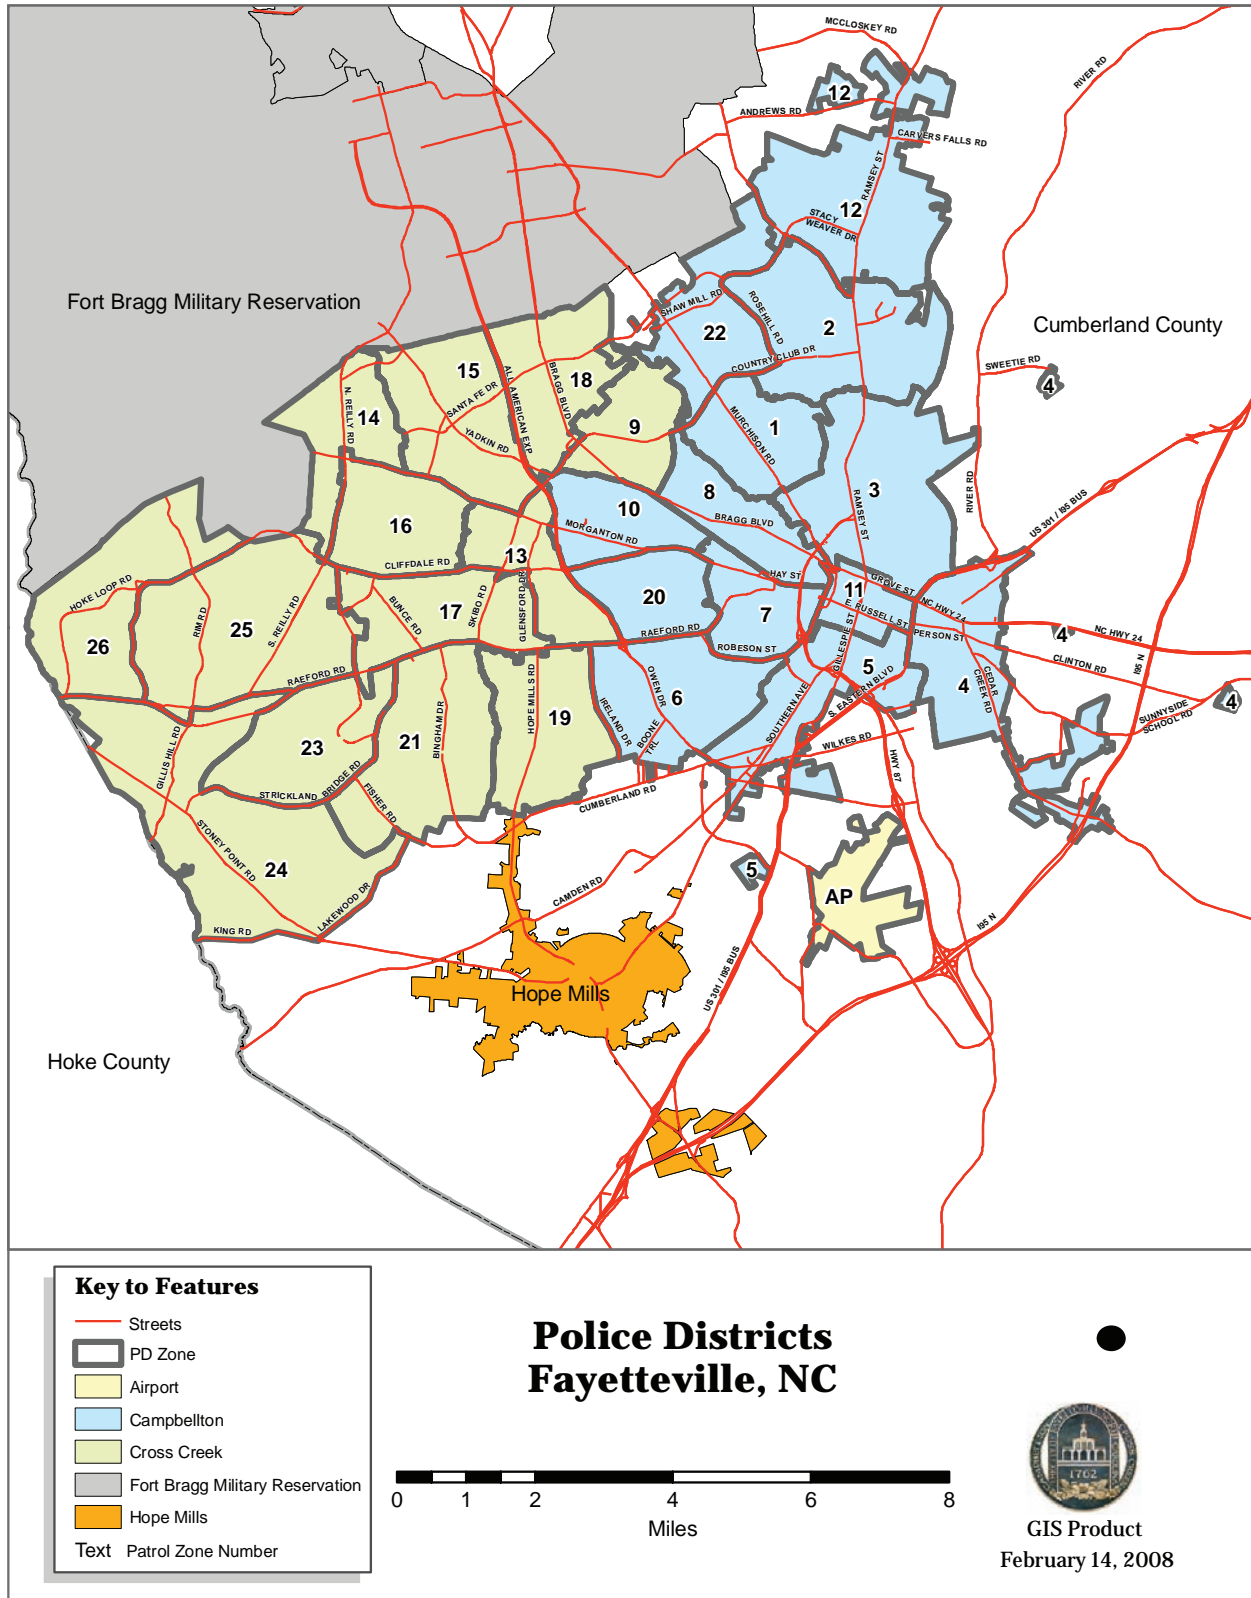 MCCLOSKEY RD
RIVER RD
12
ANDREWS RD
CARVERS FALLS RD
RAMSEY ST
12
STACY
WEAVER DR
Fort Bragg Military Reservation
Cumberland County
SHAW MILL RD
ROSEHILL RD
22
2
COUNTRY CLUB DR
SWEETIE RD
4
15
18
ALL AMERICAN EXP
BRAGG BLVD
SANTA FE DR
N. REILLY RD
14
YADKIN RD
9
MURCHISON RD
1
8
3
RIVER RD
US 301 / I95 BUS
10
BRAGG BLVD
RAMSEY ST
16
MORGANTON RD
13
CLIFFDALE RD
HAY ST
GROVE ST
NC HWY 24
HOKE LOOP RD
RIM RD
25
S. REILLY RD
BUNCE RD
17
SKIBO RD
GLENSFORD DR
20
7
11
E. RUSSELL ST
PERSON ST
4
NC HWY 24
26
RAEFORD RD
RAEFORD RD
ROBESON ST
GILLESPIE ST
CLINTON RD
I95 N
5
S. EASTERN BLVD
4
CEDAR
CREEK RD
4
SUNNYSIDE
SCHOOL RD
OWEN DR
6
HOPE MILLS RD
19
IRELAND DR
BOONE
TRL
SOUTHERN AVE
WILKES RD
HWY 87
23
21
BINGHAM DR
GILLIS HILL RD
STRICKLAND BRIDGE RD
FISHER RD
CUMBERLAND RD
STONEY POINT RD
24
5
AP
CAMDEN RD
LAKEWOOD DR
KING RD
I95 N
US 301 / I95 BUS
Hope Mills
Hoke County
Key to Features
Streets
PD Zone
Airport
Campbellton
Cross Creek
Fort Bragg Military Reservation
Hope Mills
Text Patrol Zone Number
Police Districts
Fayetteville, NC
0 1 2 4 6 8
Miles
1762
GIS Product
February 14, 2008